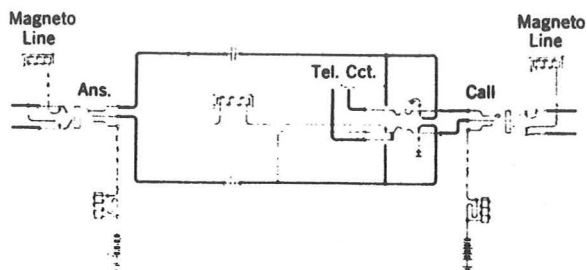 Magneto
Line
Ans.
Tel. Cct.
Call
Magneto
Line